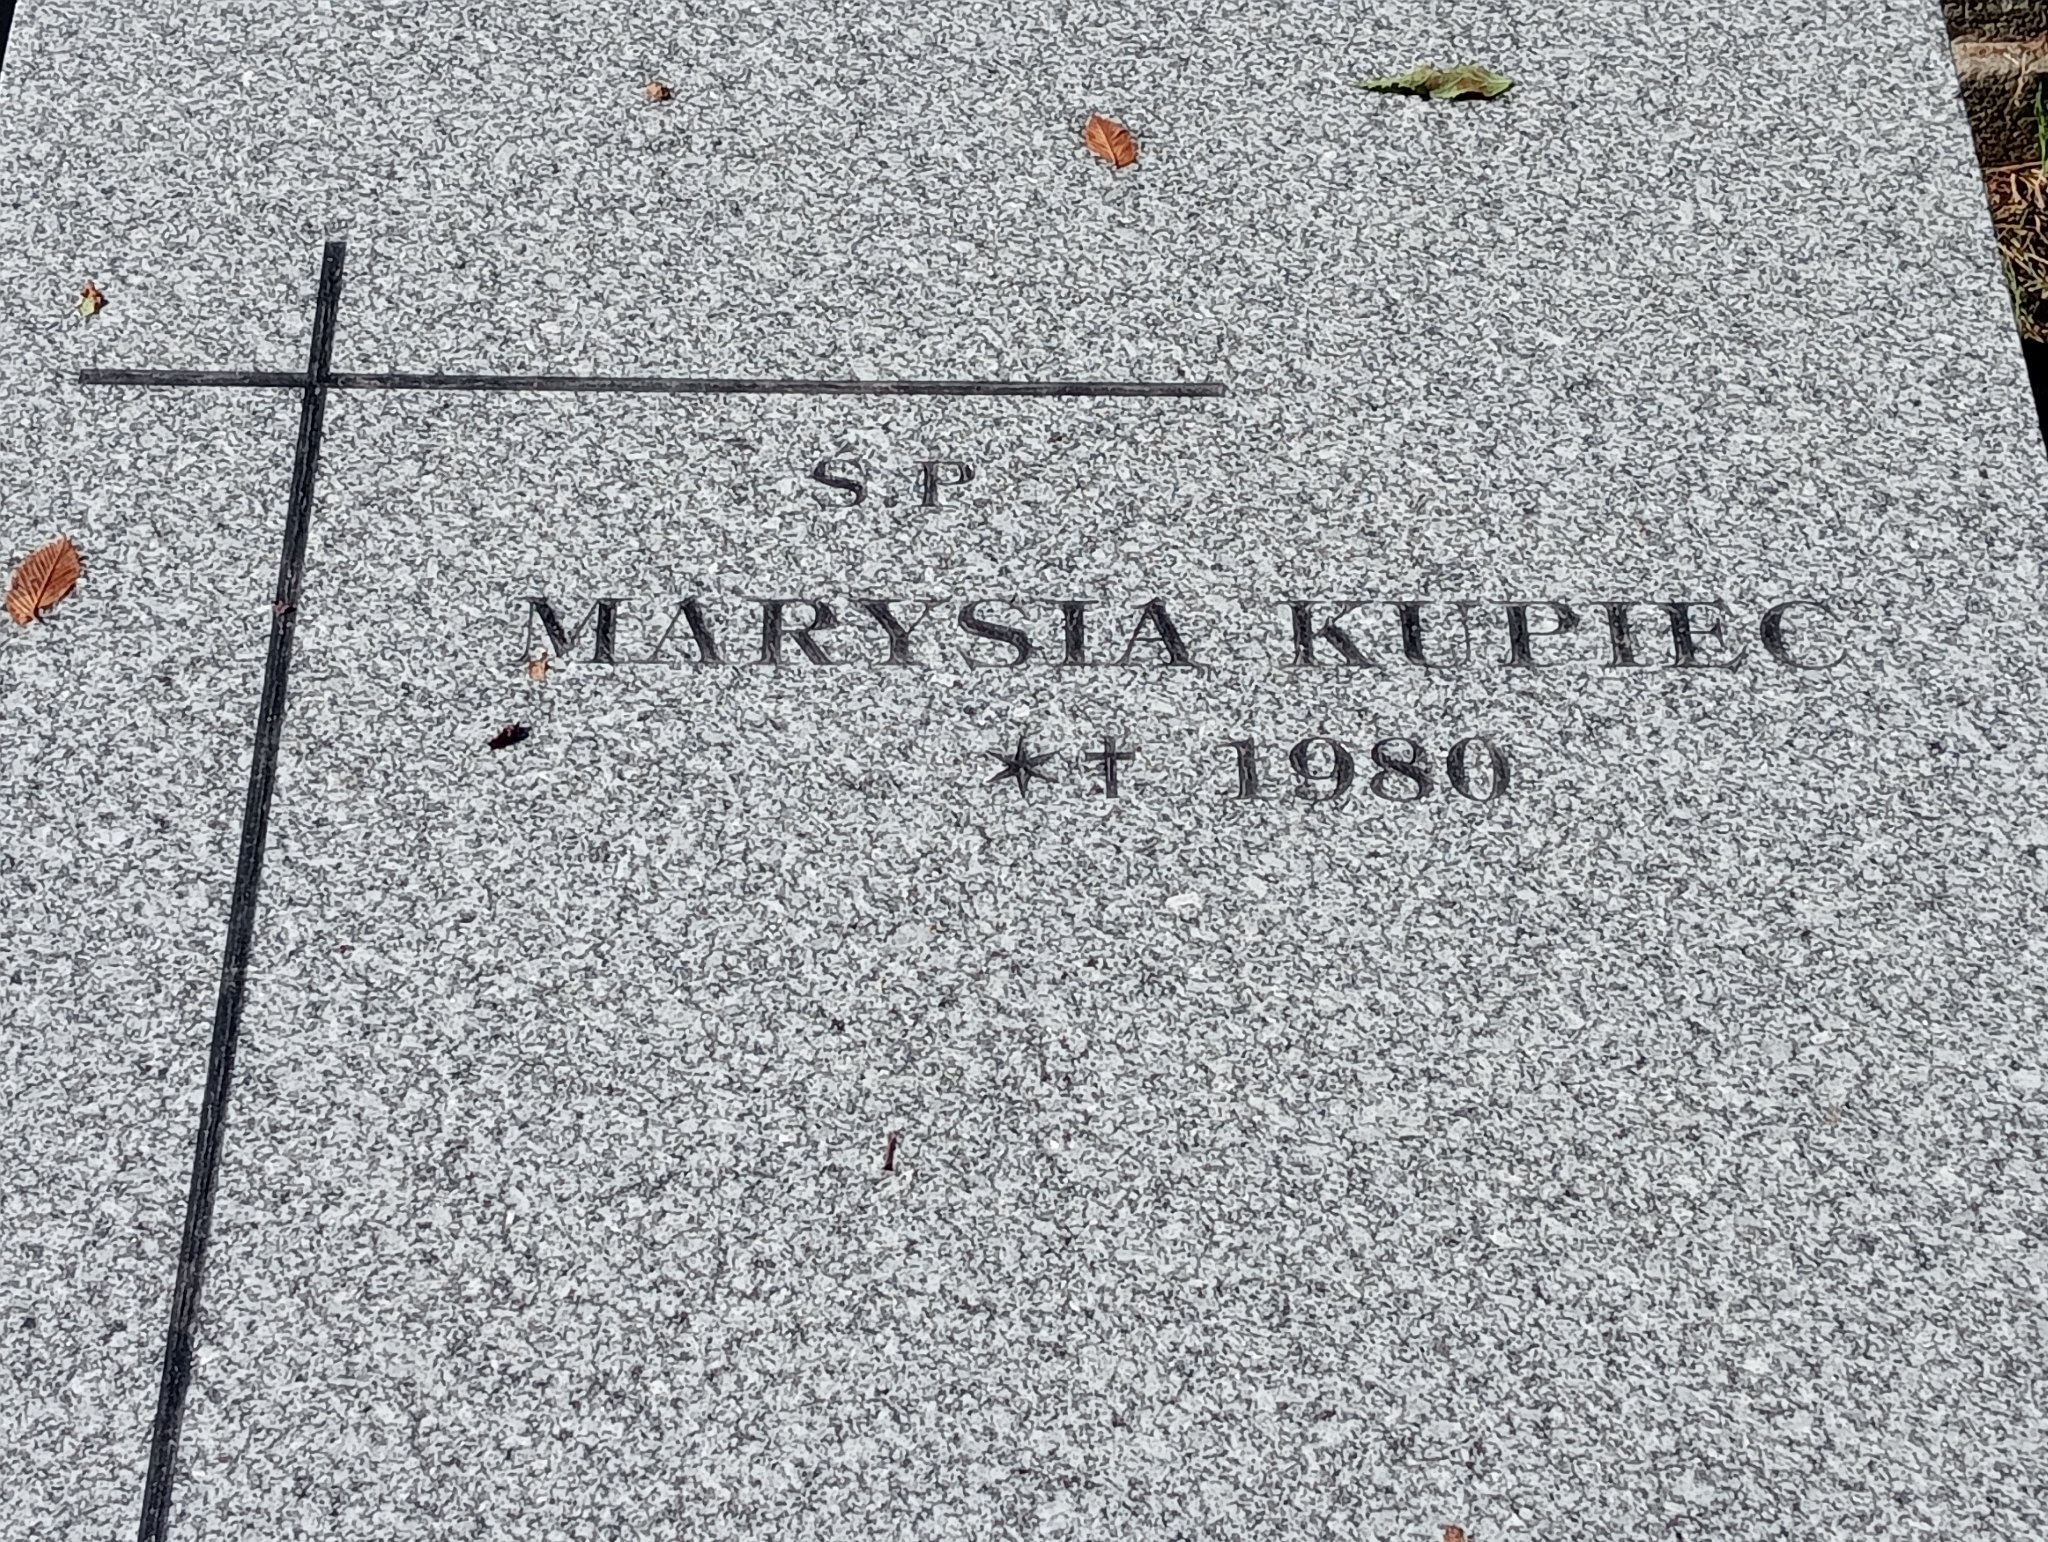 Ś.P
MARYSIA KUPIEC
*† 1980